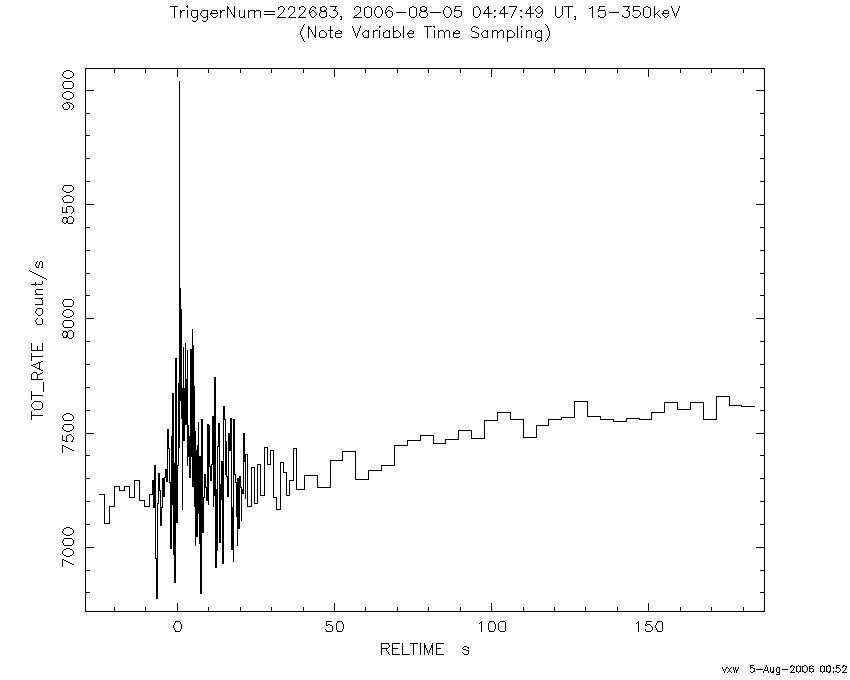 TriggerNum=222683, 2006-08-05 04:47:49 UT, 15-350keV
(Note Variable Time Sampling)
TOT_RATE count/s
9000
8500
8000
7500
7000
0 50 100 150
RELTIME s
vxw 5-Aug-2006 00:52